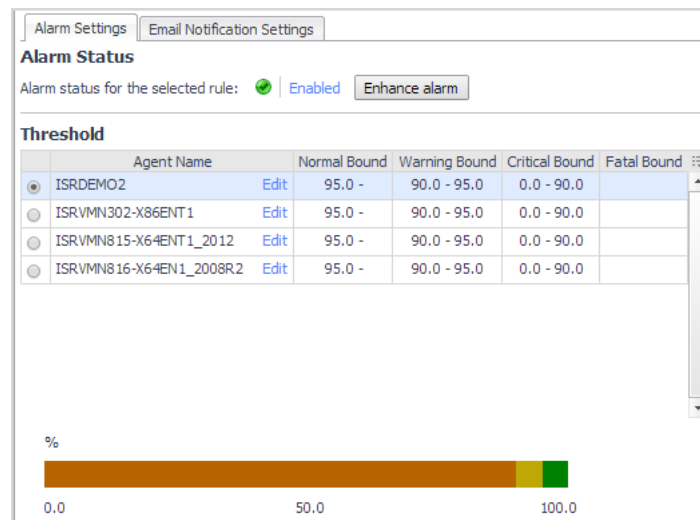 Alarm Settings Email Notification Settings
Alarm Status
Alarm status for the selected rule: Enabled Enhance alarm
Threshold
Agent Name Normal Bound Warning Bound Critical Bound Fatal Bound
ISRDEMO2 Edit 95.0 - 90.0 - 95.0 0.0 - 90.0
ISRVMN302-X86ENT1 Edit 95.0 - 90.0 - 95.0 0.0 - 90.0
ISRVMN815-X64ENT1_2012 Edit 95.0 - 90.0 - 95.0 0.0 - 90.0
ISRVMN816-X64EN1_2008R2 Edit 95.0 - 90.0 - 95.0 0.0 - 90.0
%
0.0 50.0 100.0